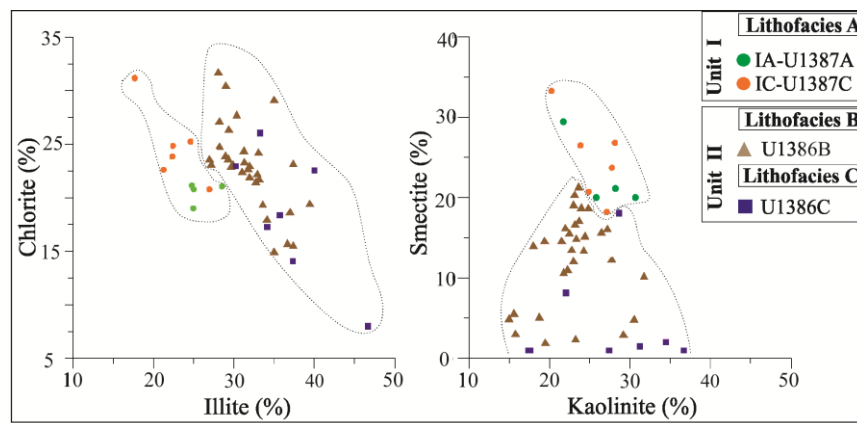 35
25
15
5
Chlorite (%)
10
20
30
40
50
Illite (%)
40
30
20
10
0
Smectite (%)
10
20
30
40
50
Kaolinite (%)
Unit I
Lithofacies A
IA-U1387A
IC-U1387C
Unit II
Lithofacies B
U1386B
Lithofacies C
U1386C